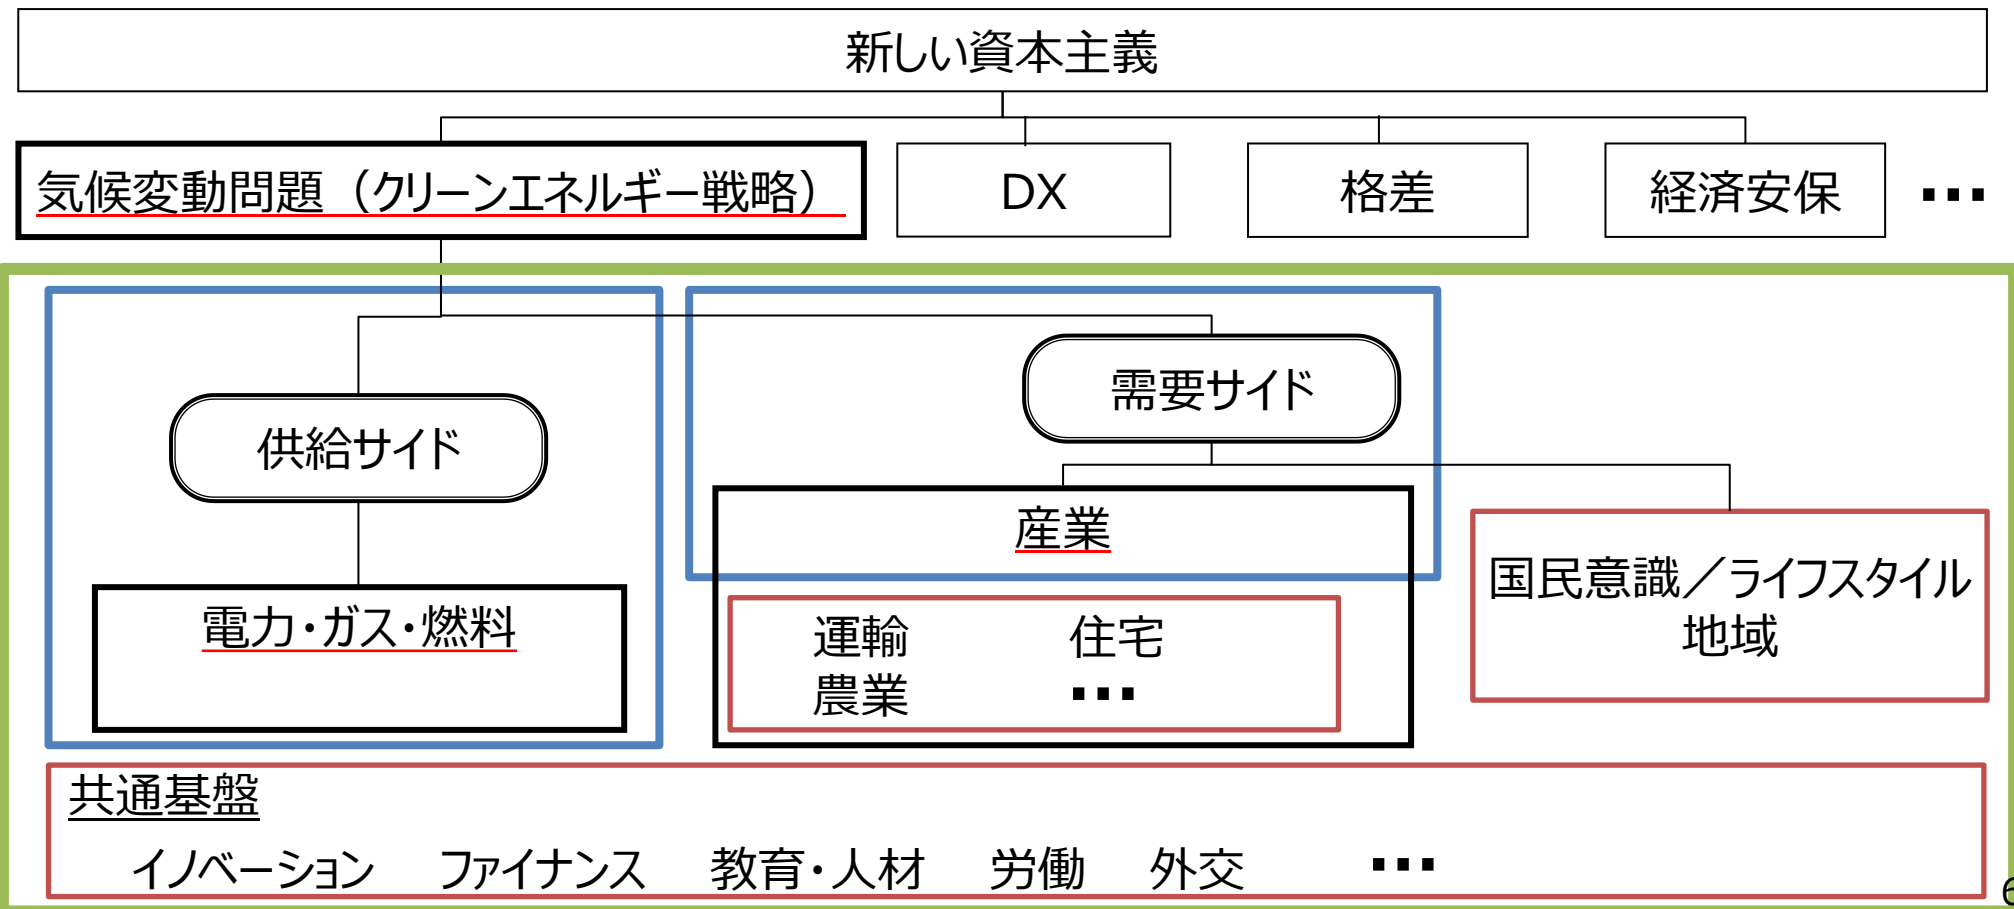 新しい資本主義
気候変動問題（クリーンエネルギー戦略）
DX
格差
経済安保
…
供給サイド
需要サイド
電力・ガス・燃料
産業
運輸 住宅
農業 …
国民意識／ライフスタイル
地域
共通基盤
イノベーション ファイナンス 教育・人材 労働 外交 …